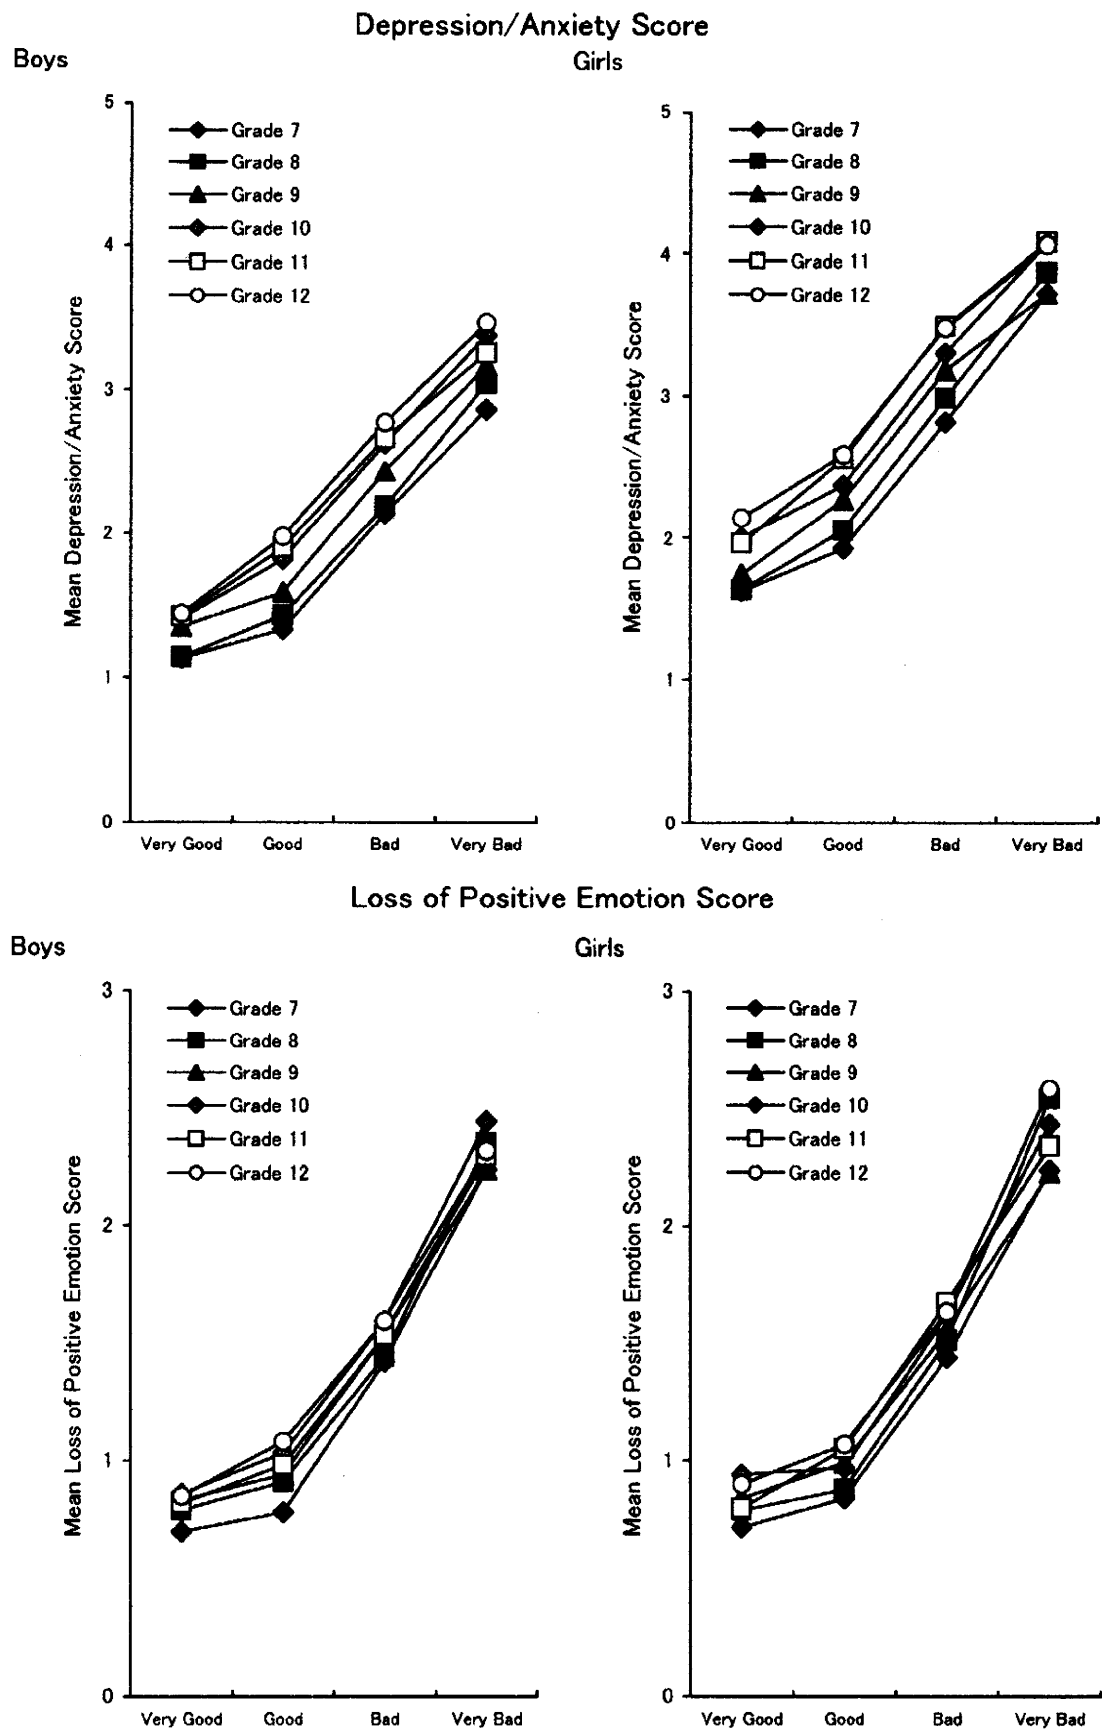 Depression/Anxiety Score
Boys
Girls
5
4
3
2
1
0
Mean Depression/Anxiety Score
Grade 7
Grade 8
Grade 9
Grade 10
Grade 11
Grade 12
Very Good
Good
Bad
Very Bad
5
4
3
2
1
0
Mean Depression/Anxiety Score
Grade 7
Grade 8
Grade 9
Grade 10
Grade 11
Grade 12
Very Good
Good
Bad
Very Bad
Loss of Positive Emotion Score
Boys
Girls
3
2
1
0
Mean Loss of Positive Emotion Score
Grade 7
Grade 8
Grade 9
Grade 10
Grade 11
Grade 12
Very Good
Good
Bad
Very Bad
3
2
1
0
Mean Loss of Positive Emotion Score
Grade 7
Grade 8
Grade 9
Grade 10
Grade 11
Grade 12
Very Good
Good
Bad
Very Bad